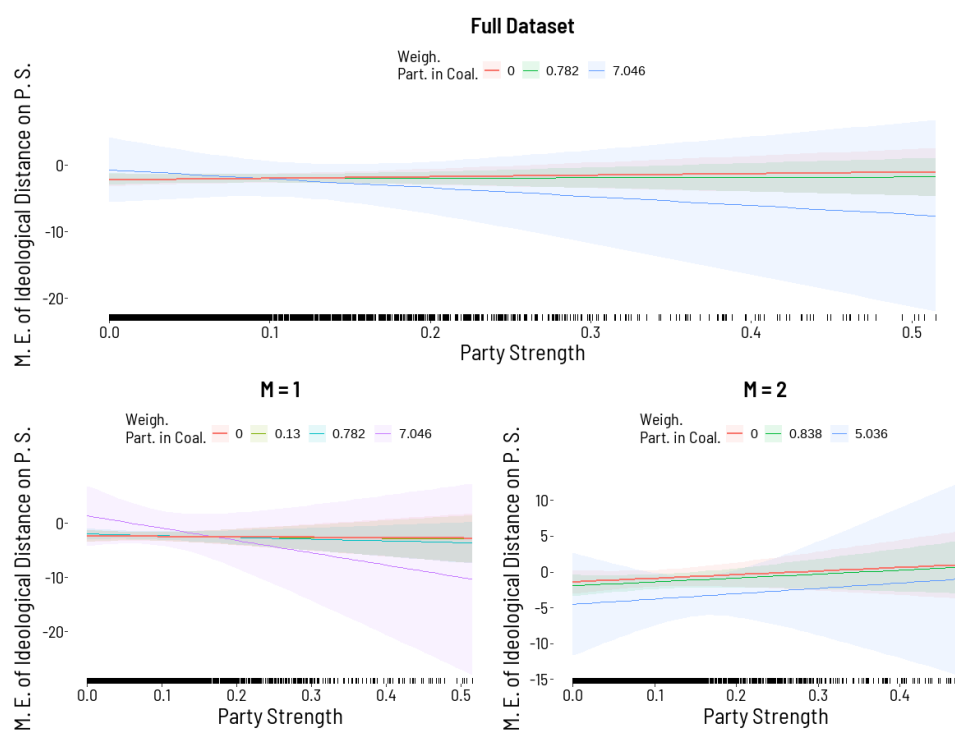 Full Dataset
Weigh.
Part. in Coal. 0 0.782 7.046
M. E. of Ideological Distance on P. S.
0
-10
-20
0.0 0.1 0.2 0.3 0.4 0.5
Party Strength
M = 1
Weigh.
Part. in Coal. 0 0.13 0.782 7.046
M. E. of Ideological Distance on P. S.
0
-10
-20
0.0 0.1 0.2 0.3 0.4 0.5
Party Strength
M = 2
Weigh.
Part. in Coal. 0 0.838 5.036
M. E. of Ideological Distance on P. S.
10
5
0
-5
-10
-15
0.0 0.1 0.2 0.3 0.4
Party Strength